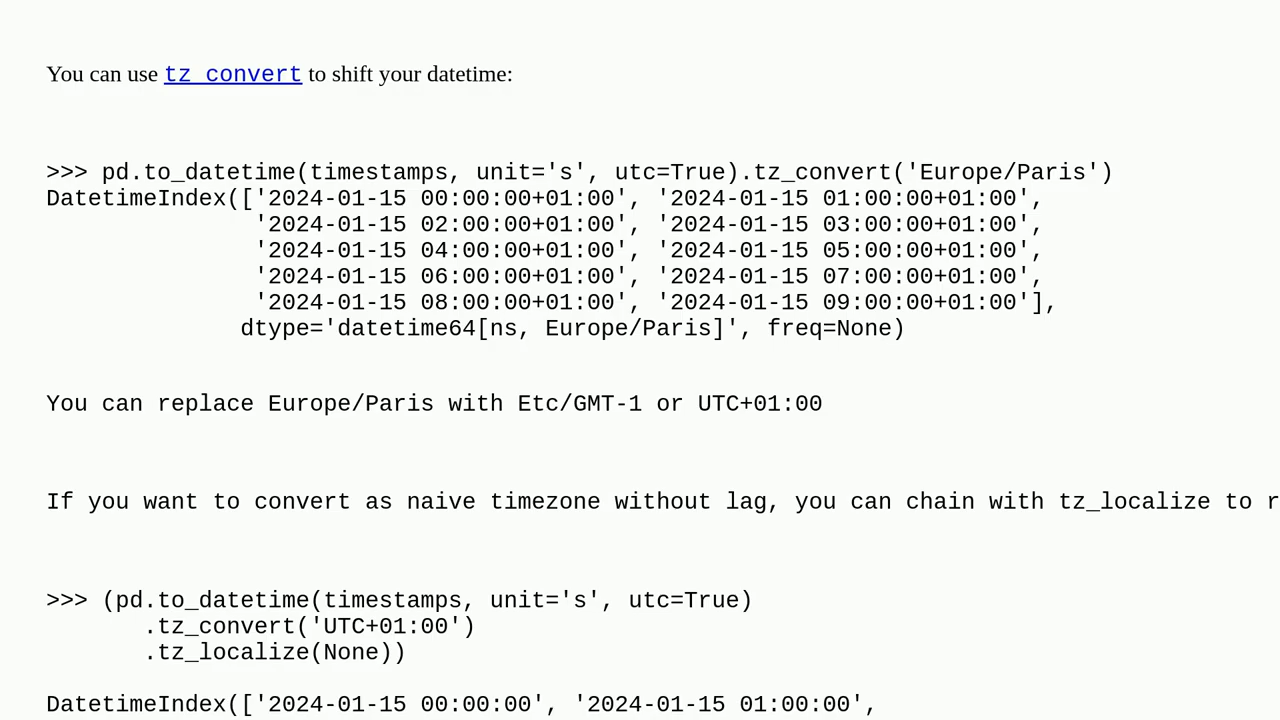 You can use tz_convert to shift your datetime:
>>> pd.to_datetime(timestamps, unit='s', utc=True).tz_convert('Europe/Paris')
DatetimeIndex(['2024-01-15 00:00:00+01:00', '2024-01-15 01:00:00+01:00',
               '2024-01-15 02:00:00+01:00', '2024-01-15 03:00:00+01:00',
               '2024-01-15 04:00:00+01:00', '2024-01-15 05:00:00+01:00',
               '2024-01-15 06:00:00+01:00', '2024-01-15 07:00:00+01:00',
               '2024-01-15 08:00:00+01:00', '2024-01-15 09:00:00+01:00'],
              dtype='datetime64[ns, Europe/Paris]', freq=None)
You can replace Europe/Paris with Etc/GMT-1 or UTC+01:00
If you want to convert as naive timezone without lag, you can chain with tz_localize to
>>> (pd.to_datetime(timestamps, unit='s', utc=True)
       .tz_convert('UTC+01:00')
       .tz_localize(None))
DatetimeIndex(['2024-01-15 00:00:00', '2024-01-15 01:00:00',